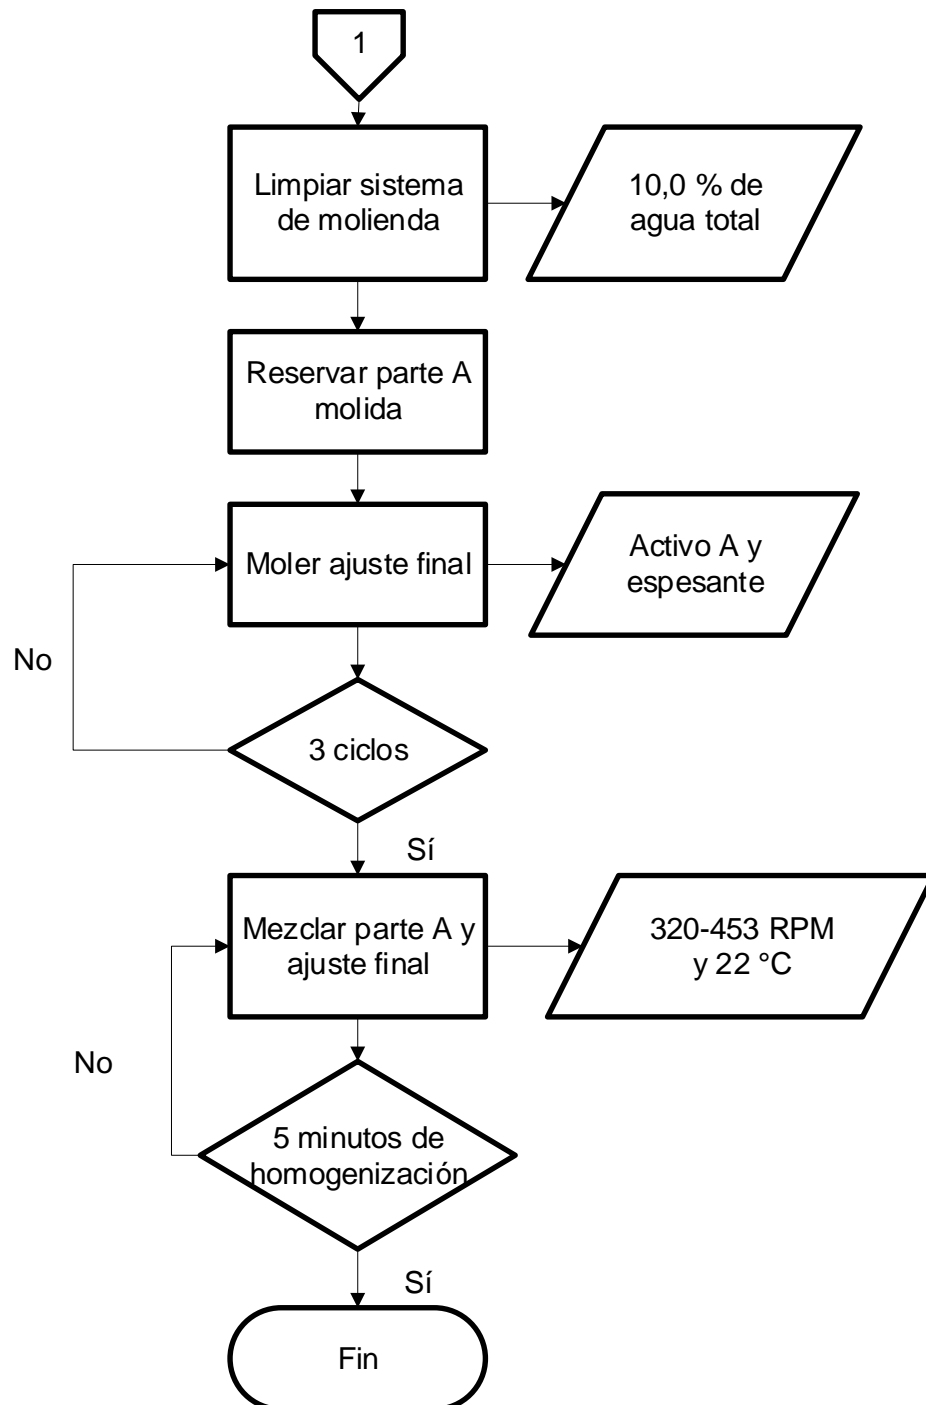 1
Limpiar sistema
de molienda
10,0 % de
agua total
Reservar parte A
molida
Moler ajuste final
Activo A y
espesante
No
3 ciclos
Sí
Mezclar parte A y
ajuste final
320-453 RPM
y 22 °C
No
5 minutos de
homogenización
Sí
Fin